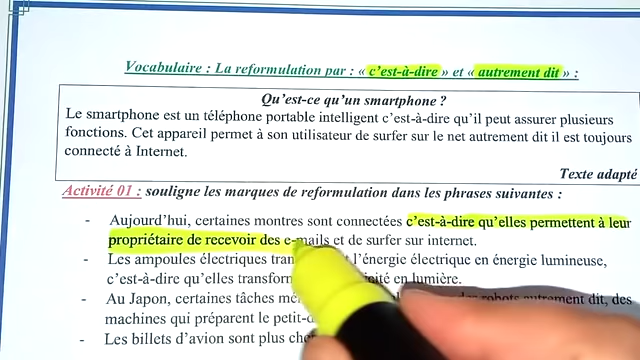 Vocabulaire : La reformulation par : « c'est-à-dire » et « autrement dit » :
Qu'est-ce qu'un smartphone ?
Le smartphone est un téléphone portable intelligent c'est-à-dire qu'il peut assurer plusieurs
fonctions. Cet appareil permet à son utilisateur de surfer sur le net autrement dit il est toujours
connecté à Internet.
Texte adapté
Activité 01 : souligne les marques de reformulation dans les phrases suivantes :
- Aujourd'hui, certaines montres sont connectées c'est-à-dire qu'elles permettent à leur
propriétaire de recevoir des e-mails et de surfer sur internet.
- Les ampoules électriques l'énergie électrique en énergie lumineuse,
c'est-à-dire qu'elles en lumière.
- Au Japon, certaines tâches robots autrement dit, des
machines qui préparent le
- Les billets d'avion sont plus